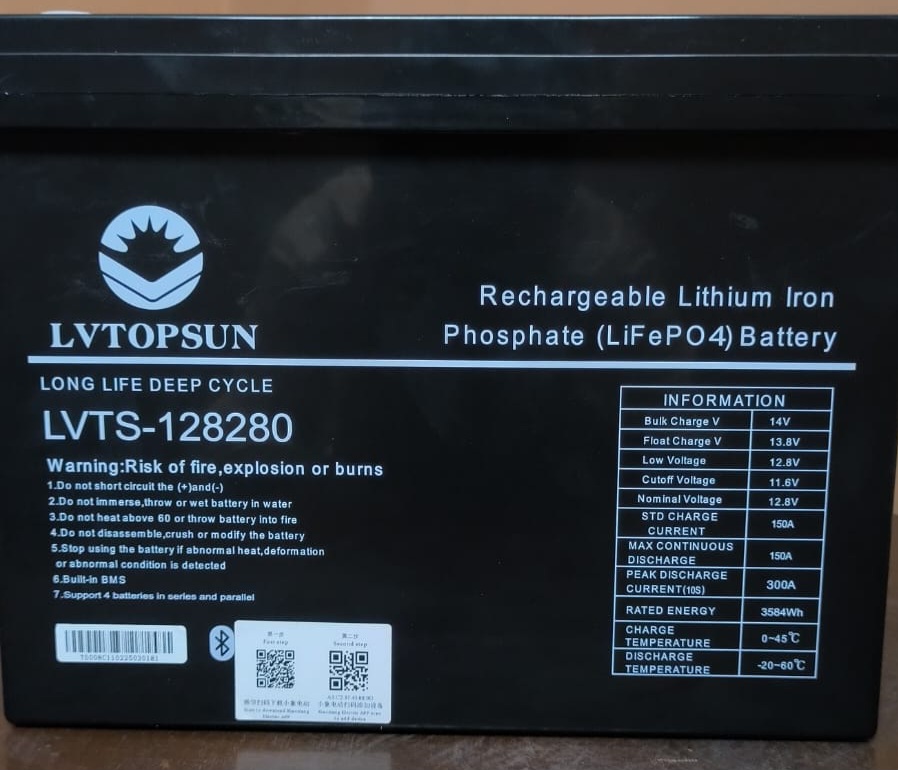 LVTOPSUN
Rechargeable Lithium Iron
Phosphate (LiFePO4) Battery
LONG LIFE DEEP CYCLE
LVTS-128280
Warning:Risk of fire,explosion or burns
1.Do not short circuit the (+)and(-)
2.Do not immerse,throw or wet battery in water
3.Do not heat above 60 or throw battery into fire
4.Do not disassemble,crush or modify the battery
5.Stop using the battery if abnormal heat,deformation
or abnormal condition is detected
6.Built-in BMS
7.Support 4 batteries in series and parallel
INFORMATION
Bulk Charge V 14V
Float Charge V 13.8V
Low Voltage 12.8V
Cutoff Voltage 11.6V
Nominal Voltage 12.8V
STD CHARGE
CURRENT 150A
MAX CONTINUOUS
DISCHARGE 150A
PEAK DISCHARGE
CURRENT(10S) 300A
RATED ENERGY 3584Wh
CHARGE
TEMPERATURE 0~45℃
DISCHARGE
TEMPERATURE -20~60℃
第一步
First step
第二步
Second step